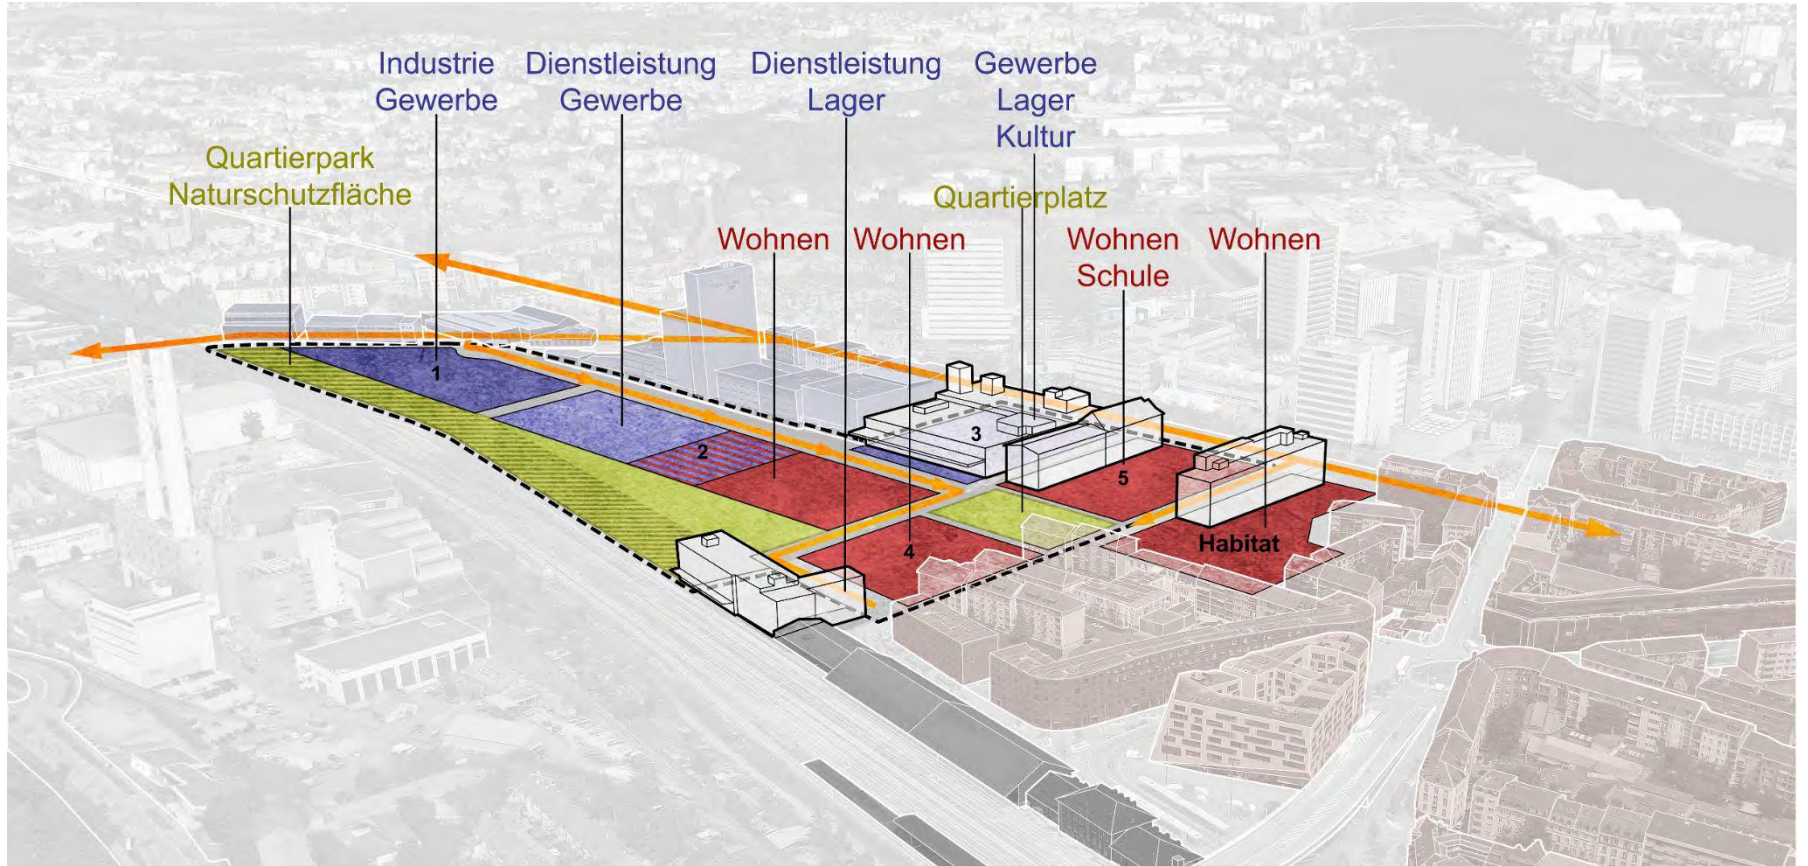 Industrie
Gewerbe
Dienstleistung
Gewerbe
Dienstleistung
Lager
Gewerbe
Lager
Kultur
Quartierpark
Naturschutzfläche
Quartierplatz
Wohnen
Wohnen
Wohnen
Schule
Wohnen
1
2
3
4
5
Habitat